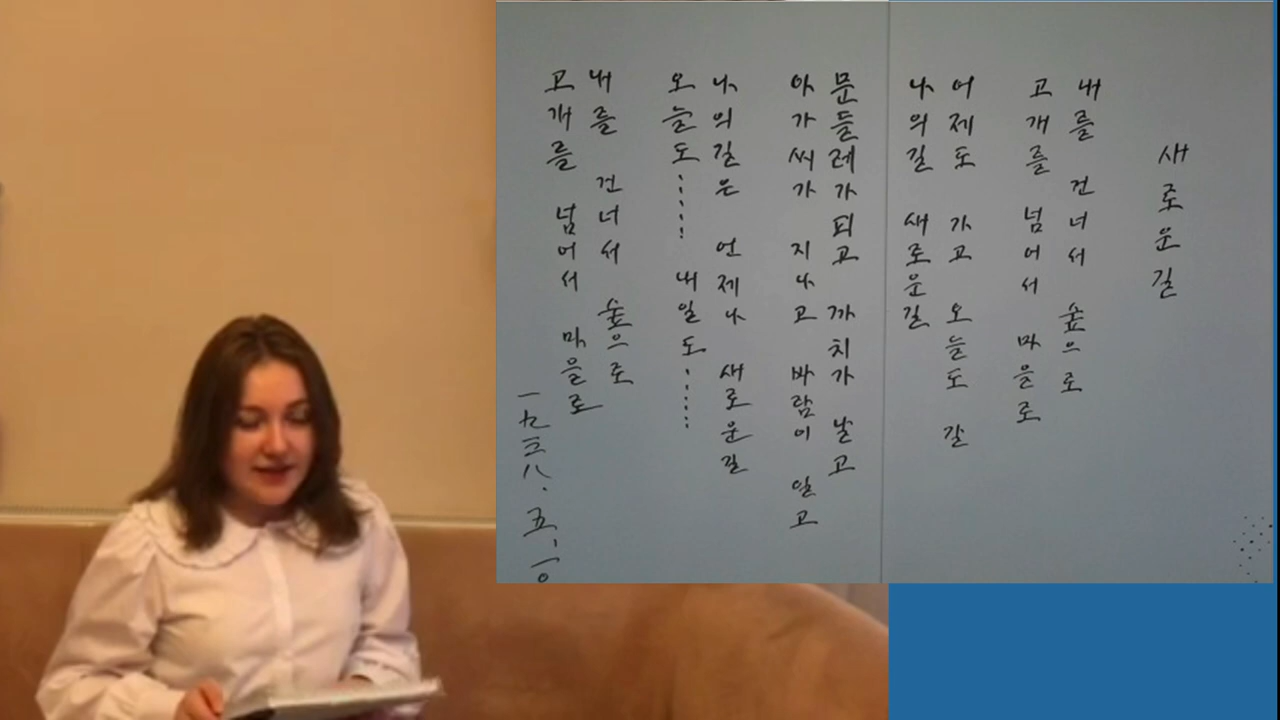 새로운 길
내를 건너서 숲으로
고개를 넘어서 마을로
어제도 가고 오늘도 갈
나의길 새로운길
문들레가 피고 까치가 날고
아가씨가 지나고 바람이 일고
나의길은 언제나 새로운길
오늘도…… 내일도……
내를 건너서 숲으로
고개를 넘어서 마을로
一九三八. 五. 一○